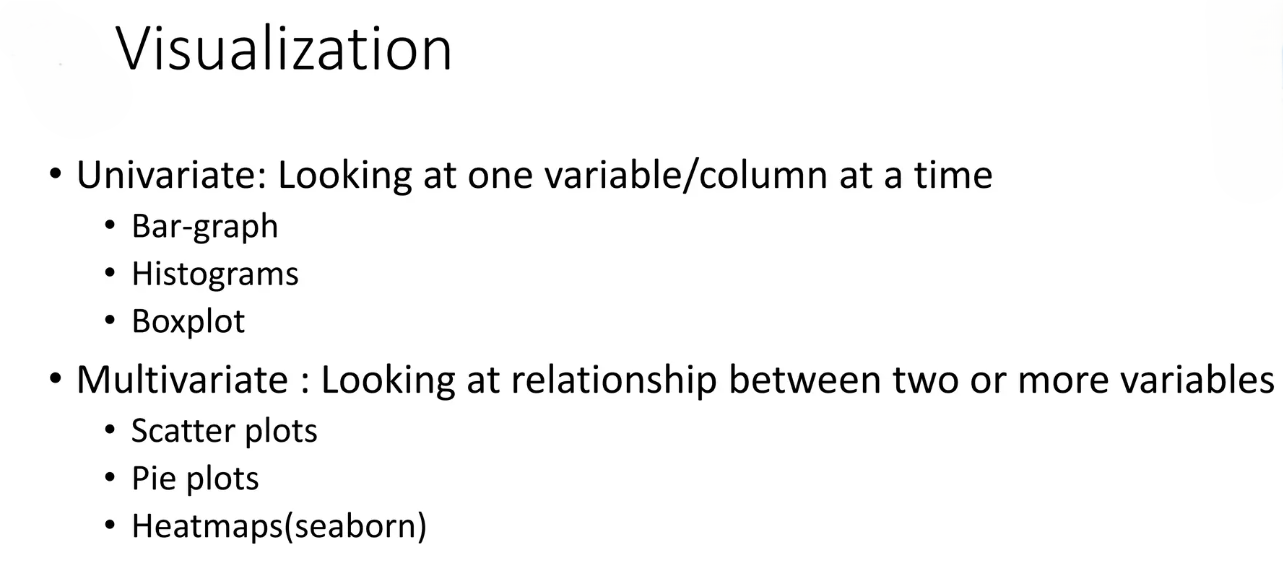 Visualization
• Univariate: Looking at one variable/column at a time
• Bar-graph
• Histograms
• Boxplot
• Multivariate : Looking at relationship between two or more variables
• Scatter plots
• Pie plots
• Heatmaps(seaborn)